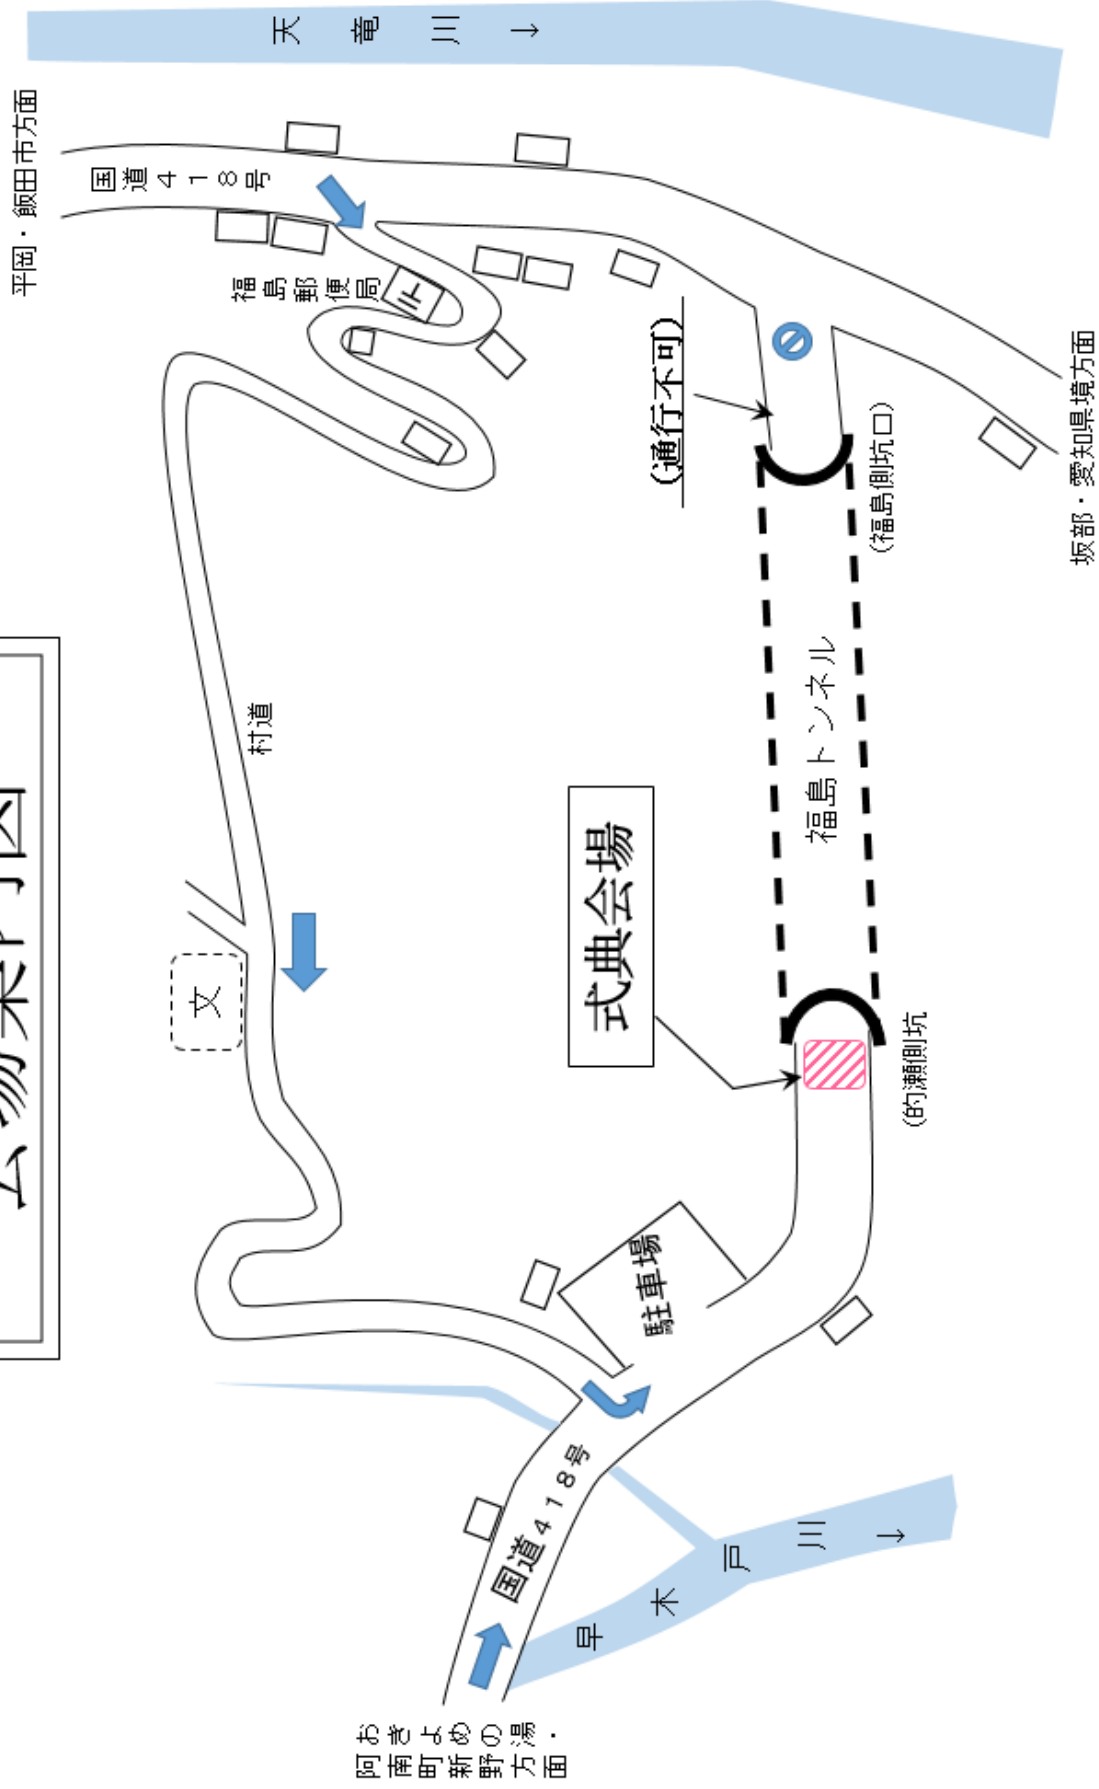 会場案内図
天竜川→
平岡・飯田市方面
国道418号
福島郵便局
〒
(通行不可)
(福島側坑口)
坂部・愛知県境方面
村道
福島トンネル
式典会場
文
(的瀬側坑
駐車場
国道418号
早木戸川→
おきよめの湯・
阿南町新野方面